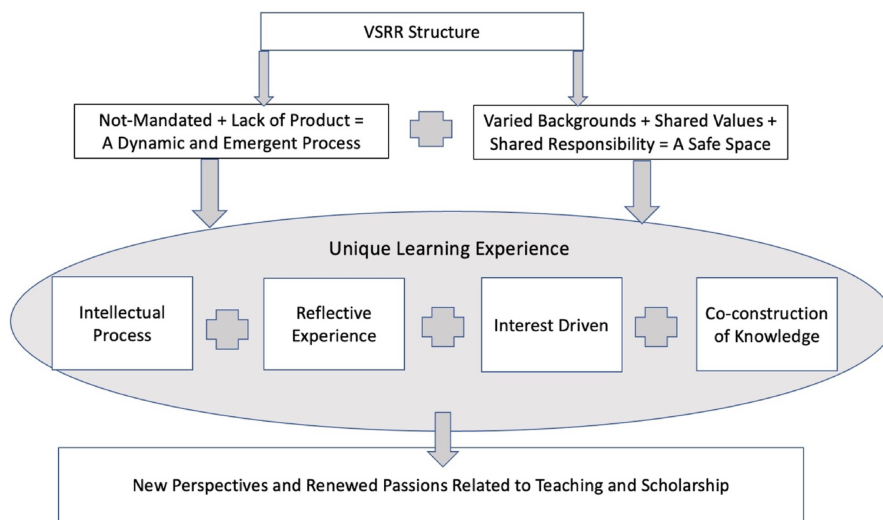 VSRR Structure
Not-Mandated + Lack of Product =
A Dynamic and Emergent Process
Varied Backgrounds + Shared Values +
Shared Responsibility = A Safe Space
Unique Learning Experience
Intellectual
Process
Reflective
Experience
Interest Driven
Co-construction
of Knowledge
New Perspectives and Renewed Passions Related to Teaching and Scholarship